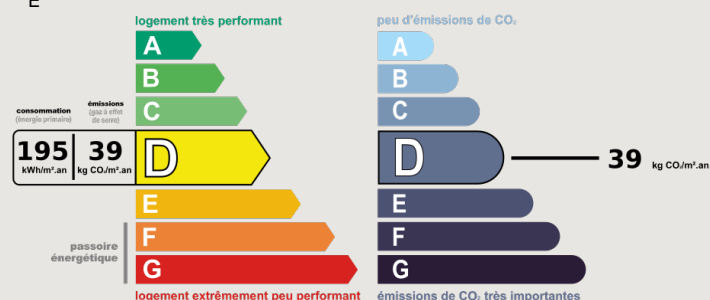 E
logement très performant
A
B
C
consommation
(énergie primaire)
émissions
(gaz à effet
de serre)
195
kWh/m².an
39
kg CO₂/m².an
D
E
F
G
passoire
énergétique
logement extrêmement peu performant
peu d'émissions de CO₂
A
B
C
D
39
kg CO₂/m².an
E
F
G
émissions de CO₂ très importantes